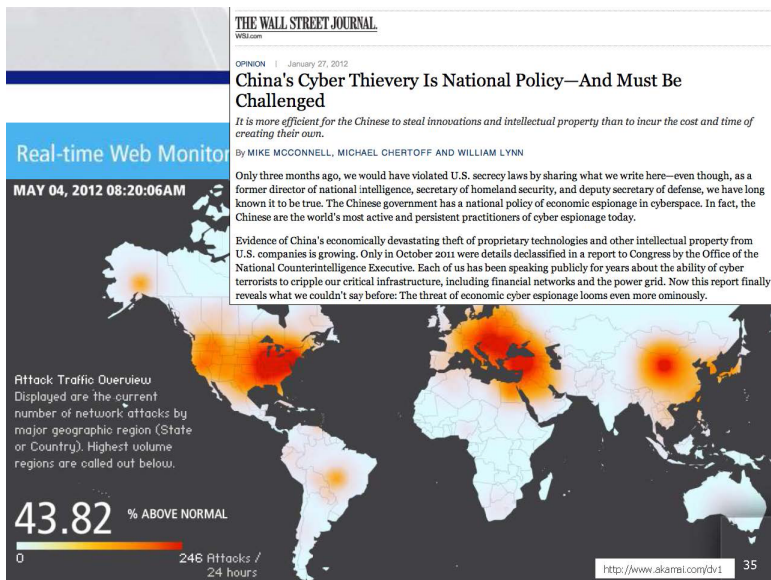 THE WALL STREET JOURNAL.
WSJ.com
OPINION | January 27, 2012
China's Cyber Thievery Is National Policy—And Must Be
Challenged
It is more efficient for the Chinese to steal innovations and intellectual property than to incur the cost and time of
creating their own.
By MIKE MCCONNELL, MICHAEL CHERTOFF AND WILLIAM LYNN
Only three months ago, we would have violated U.S. secrecy laws by sharing what we write here—even though, as a
former director of national intelligence, secretary of homeland security, and deputy secretary of defense, we have long
known it to be true. The Chinese government has a national policy of economic espionage in cyberspace. In fact, the
Chinese are the world's most active and persistent practitioners of cyber espionage today.
Evidence of China's economically devastating theft of proprietary technologies and other intellectual property from
U.S. companies is growing. Only in October 2011 were details declassified in a report to Congress by the Office of the
National Counterintelligence Executive. Each of us has been speaking publicly for years about the ability of cyber
terrorists to cripple our critical infrastructure, including financial networks and the power grid. Now this report finally
reveals what we couldn't say before: The threat of economic cyber espionage looms even more ominously.
Real-time Web Monitor
MAY 04, 2012 08:20:06AM
Attack Traffic Overview
Displayed are the current
number of network attacks by
major geographic region (State
or Country). Highest volume
regions are called out below.
43.82 % ABOVE NORMAL
0
246 Attacks /
24 hours
http://www.akamai.com/dv1
35